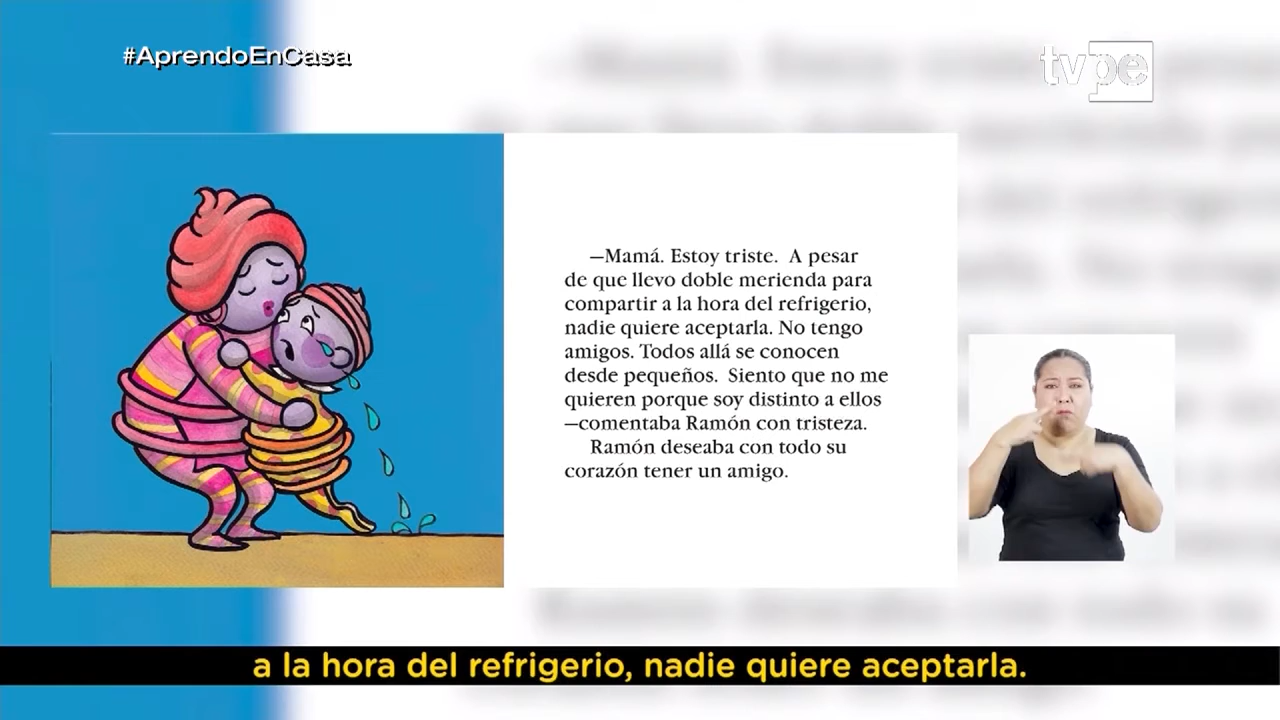 #AprendoEnCasa
tvpe
—Mamá. Estoy triste. A pesar
de que llevo doble merienda para
compartir a la hora del refrigerio,
nadie quiere aceptarla. No tengo
amigos. Todos allá se conocen
desde pequeños. Siento que no me
quieren porque soy distinto a ellos
—comentaba Ramón con tristeza.
Ramón deseaba con todo su
corazón tener un amigo.
a la hora del refrigerio, nadie quiere aceptarla.